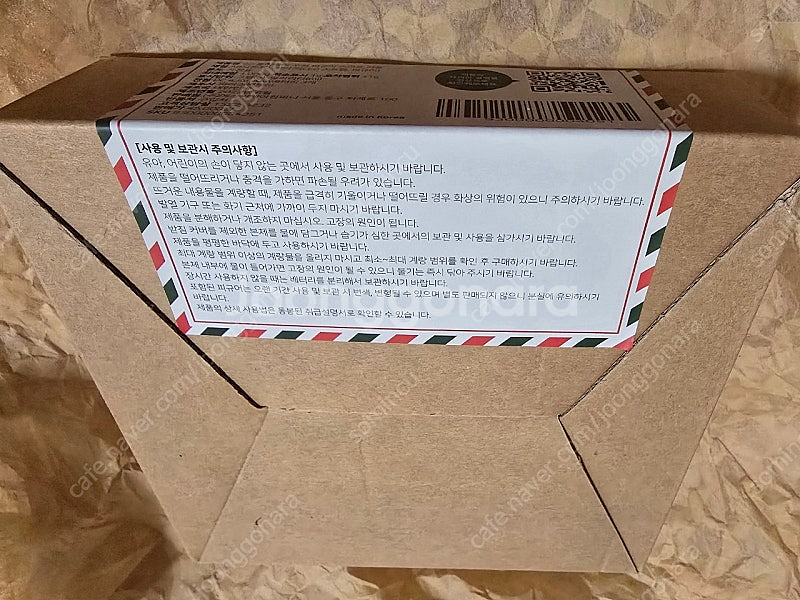 made in Korea
[사용 및 보관시 주의사항]
유아, 어린이의 손이 닿지 않는 곳에서 사용 및 보관하시기 바랍니다.
제품을 떨어뜨리거나 충격을 가하면 파손될 우려가 있습니다.
뜨거운 내용물을 계량할 때, 제품을 급격히 기울이거나 떨어뜨릴 경우 화상의 위험이 있으니 주의하시기 바랍니다.
발열 기구 또는 화기 근처에 가까이 두지 마시기 바랍니다.
제품을 분해하거나 개조하지 마십시오. 고장의 원인이 됩니다.
받침 커버를 제외한 본체를 물에 담그거나 습기가 심한 곳에서의 보관 및 사용을 삼가시기 바랍니다.
제품을 평평한 바닥에 두고 사용하시기 바랍니다.
최대 계량 범위 이상의 계량물을 올리지 마시고 최소~최대 계량 범위를 확인 후 구매하시기 바랍니다.
본체 내부에 물이 들어가면 고장의 원인이 될 수 있으니 물기는 즉시 닦아 주시기 바랍니다.
장시간 사용하지 않을 때는 배터리를 분리해서 보관하시기 바랍니다.
포함된 피규어는 오랜 기간 사용 및 보관 시 변색, 변형될 수 있으며 별도 판매되지 않으니 분실에 유의하시기
바랍니다.
제품의 상세 사용법은 동봉된 취급설명서로 확인할 수 있습니다.
joonggonara
cafe.naver.com/joonggonara
sohihou